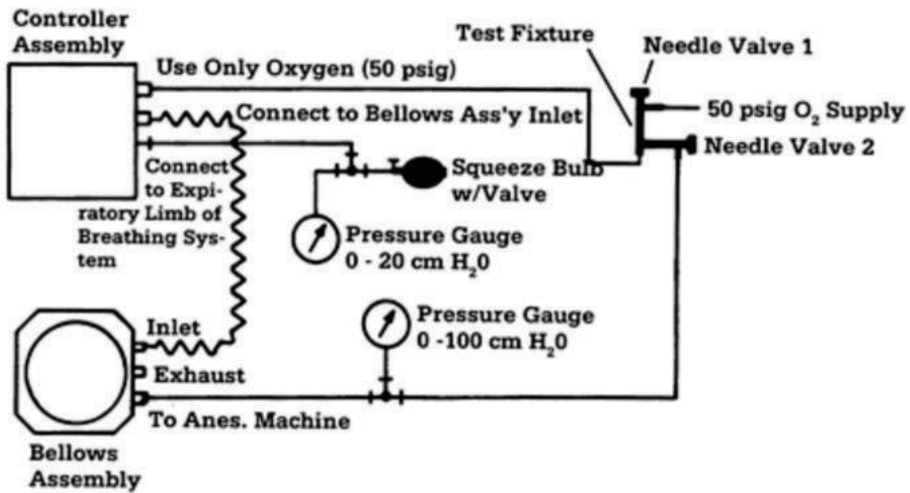 Controller
Assembly
Use Only Oxygen (50 psig)
Connect to Bellows Ass'y Inlet
Test Fixture
Needle Valve 1
50 psig O₂ Supply
Needle Valve 2
Connect
to Expi-
ratory Limb of
Breathing Sys-
tem
Squeeze Bulb
w/Valve
Pressure Gauge
0 - 20 cm H₂0
Pressure Gauge
0 -100 cm H₂0
Inlet
Exhaust
To Anes. Machine
Bellows
Assembly